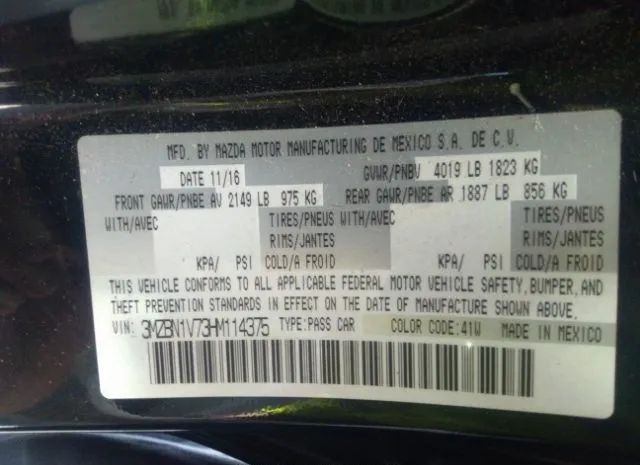 MFD. BY MAZDA MOTOR MANUFACTURING DE MEXICO S.A. DE C.V.
DATE 11/16 GVWR/PNBV 4019 LB 1823 KG
FRONT GAWR/PNBE AV 2149 LB 975 KG REAR GAWR/PNBE AR 1887 LB 856 KG
WITH/AVEC TIRES/PNEUS WITH/AVEC TIRES/PNEUS
RIMS/JANTES RIMS/JANTES
KPA/ PSI COLD/A FROID KPA/ PSI COLD/A FROID
THIS VEHICLE CONFORMS TO ALL APPLICABLE FEDERAL MOTOR VEHICLE SAFETY, BUMPER, AND
THEFT PREVENTION STANDARDS IN EFFECT ON THE DATE OF MANUFACTURE SHOWN ABOVE.
VIN: 3MZBN1V73HM114375 TYPE:PASS CAR COLOR CODE:41W MADE IN MEXICO